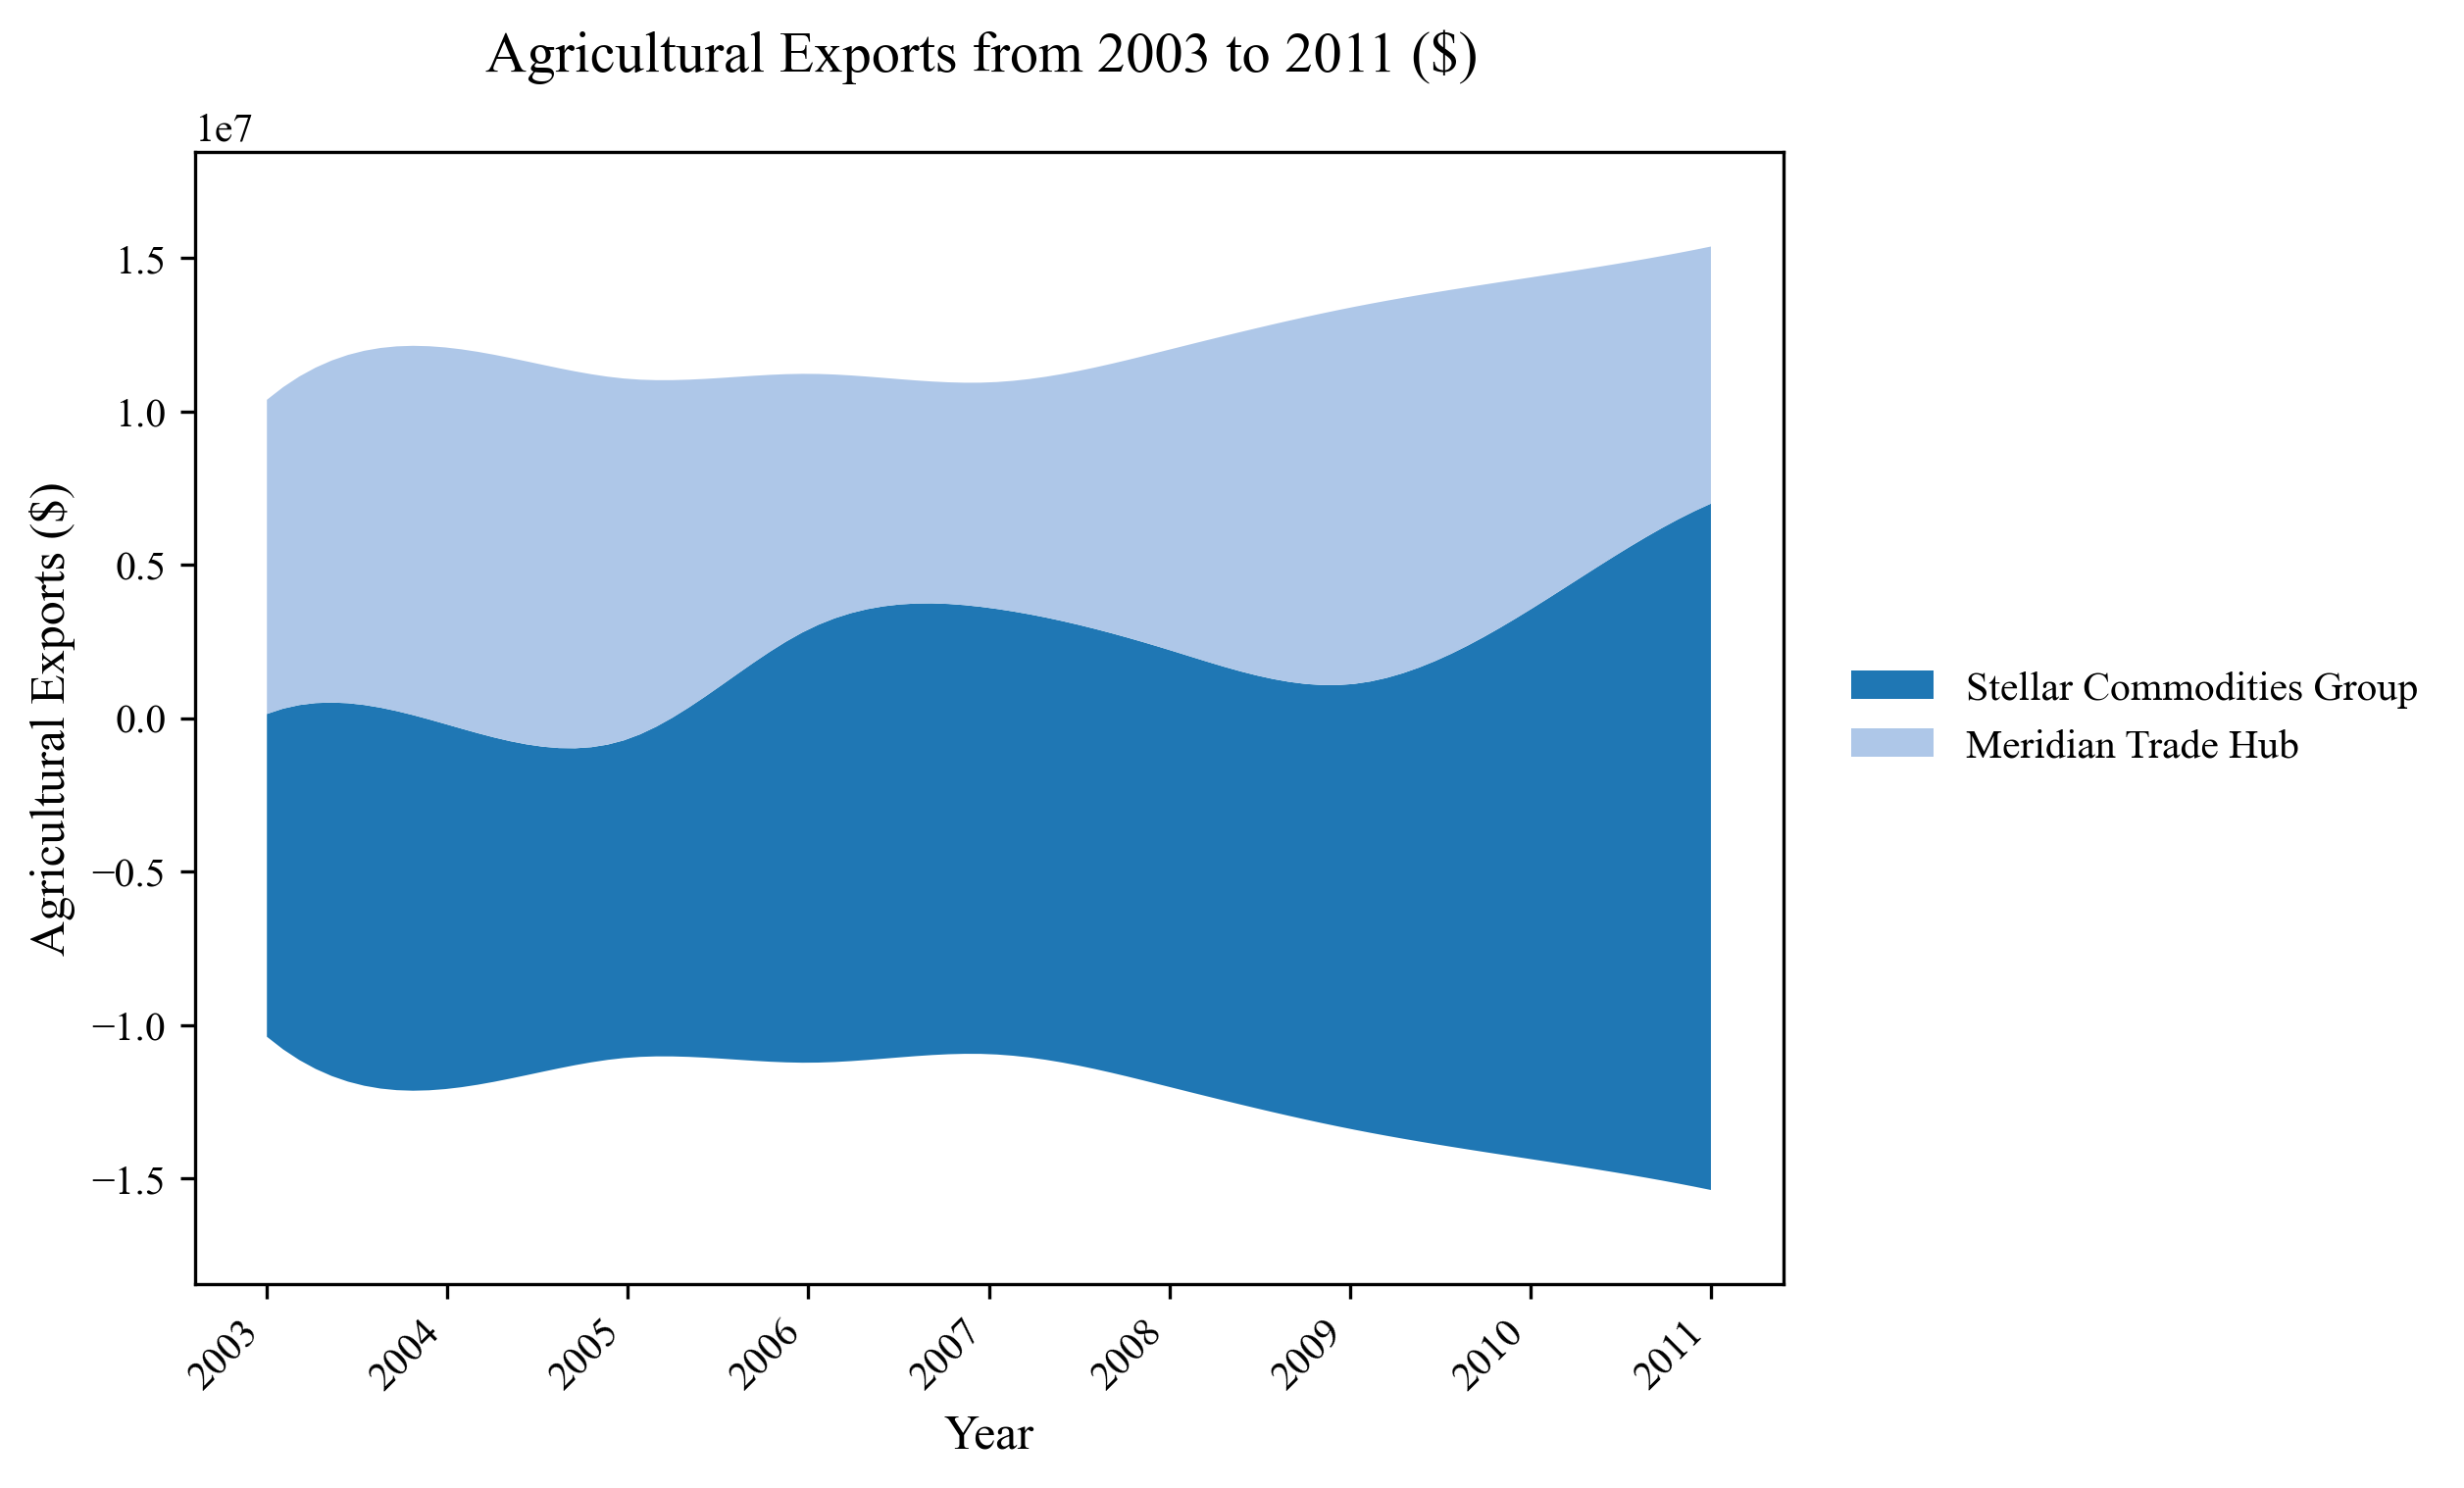 Agricultural Exports from 2003 to 2011 ($)
1e7
1.5
1.0
0.5
0.0
−0.5
−1.0
−1.5
Agricultural Exports ($)
2003
2004
2005
2006
2007
2008
2009
2010
2011
Year
Stellar Commodities Group
Meridian Trade Hub